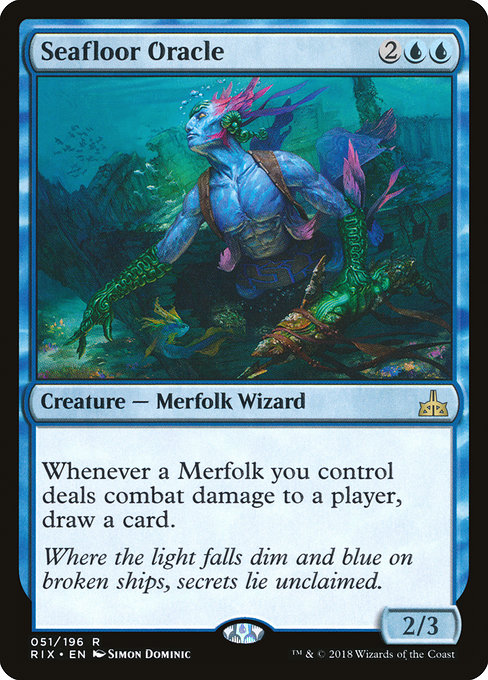 Seafloor Oracle 2
Creature — Merfolk Wizard
Whenever a Merfolk you control
deals combat damage to a player,
draw a card.
Where the light falls dim and blue on
broken ships, secrets lie unclaimed.
2/3
051/196 R
RIX • EN Simon Dominic
™ & © 2018 Wizards of the Coast